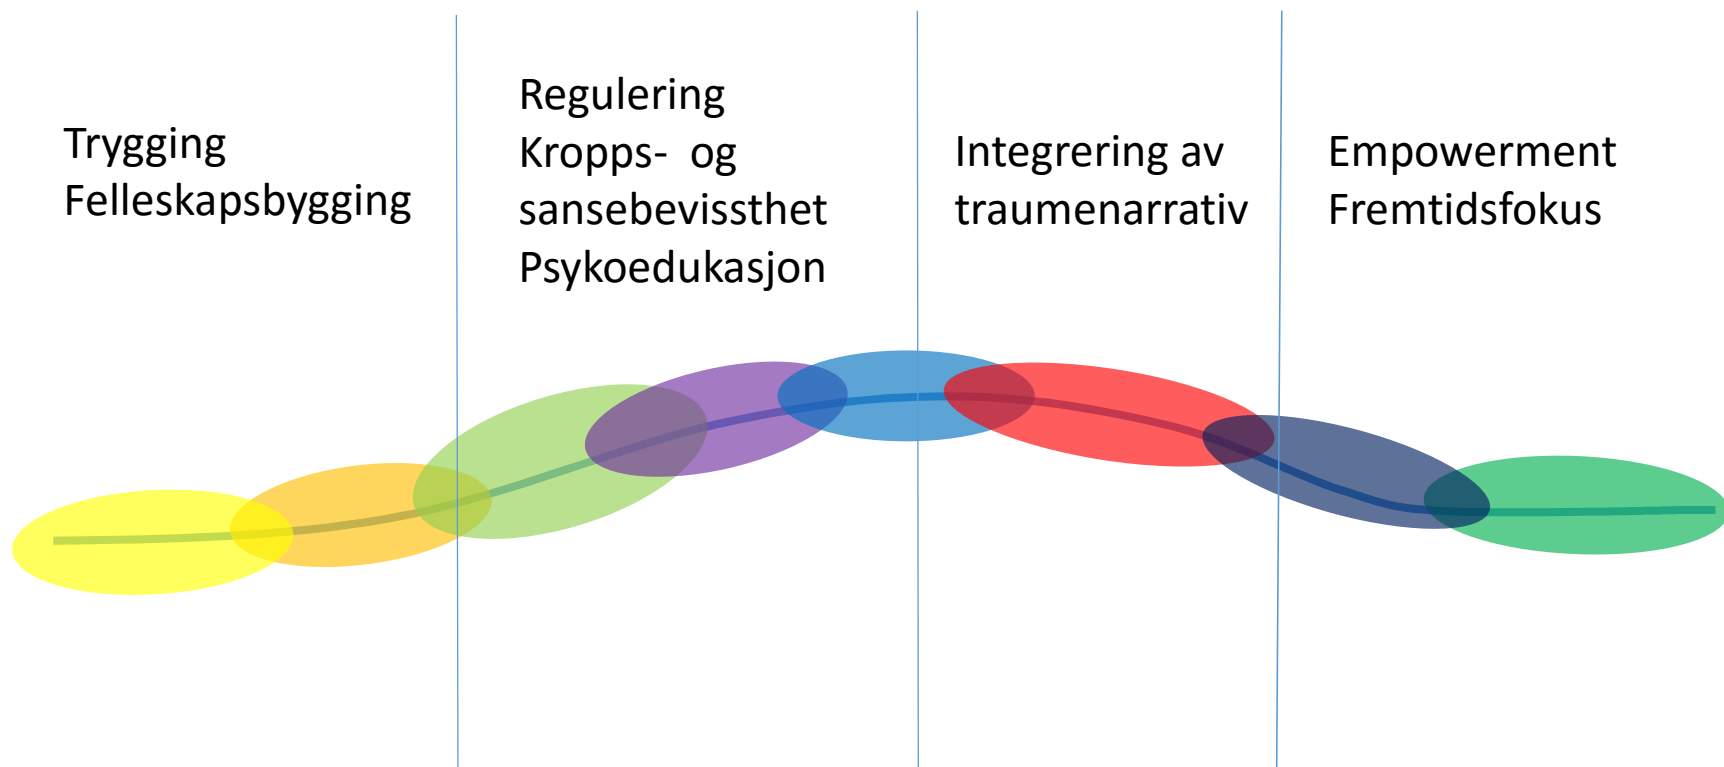 Trygging
Felleskapsbygging
Regulering
Kropps- og
sansebevissthet
Psykoedukasjon
Integrering av
traumenarrativ
Empowerment
Fremtidsfokus